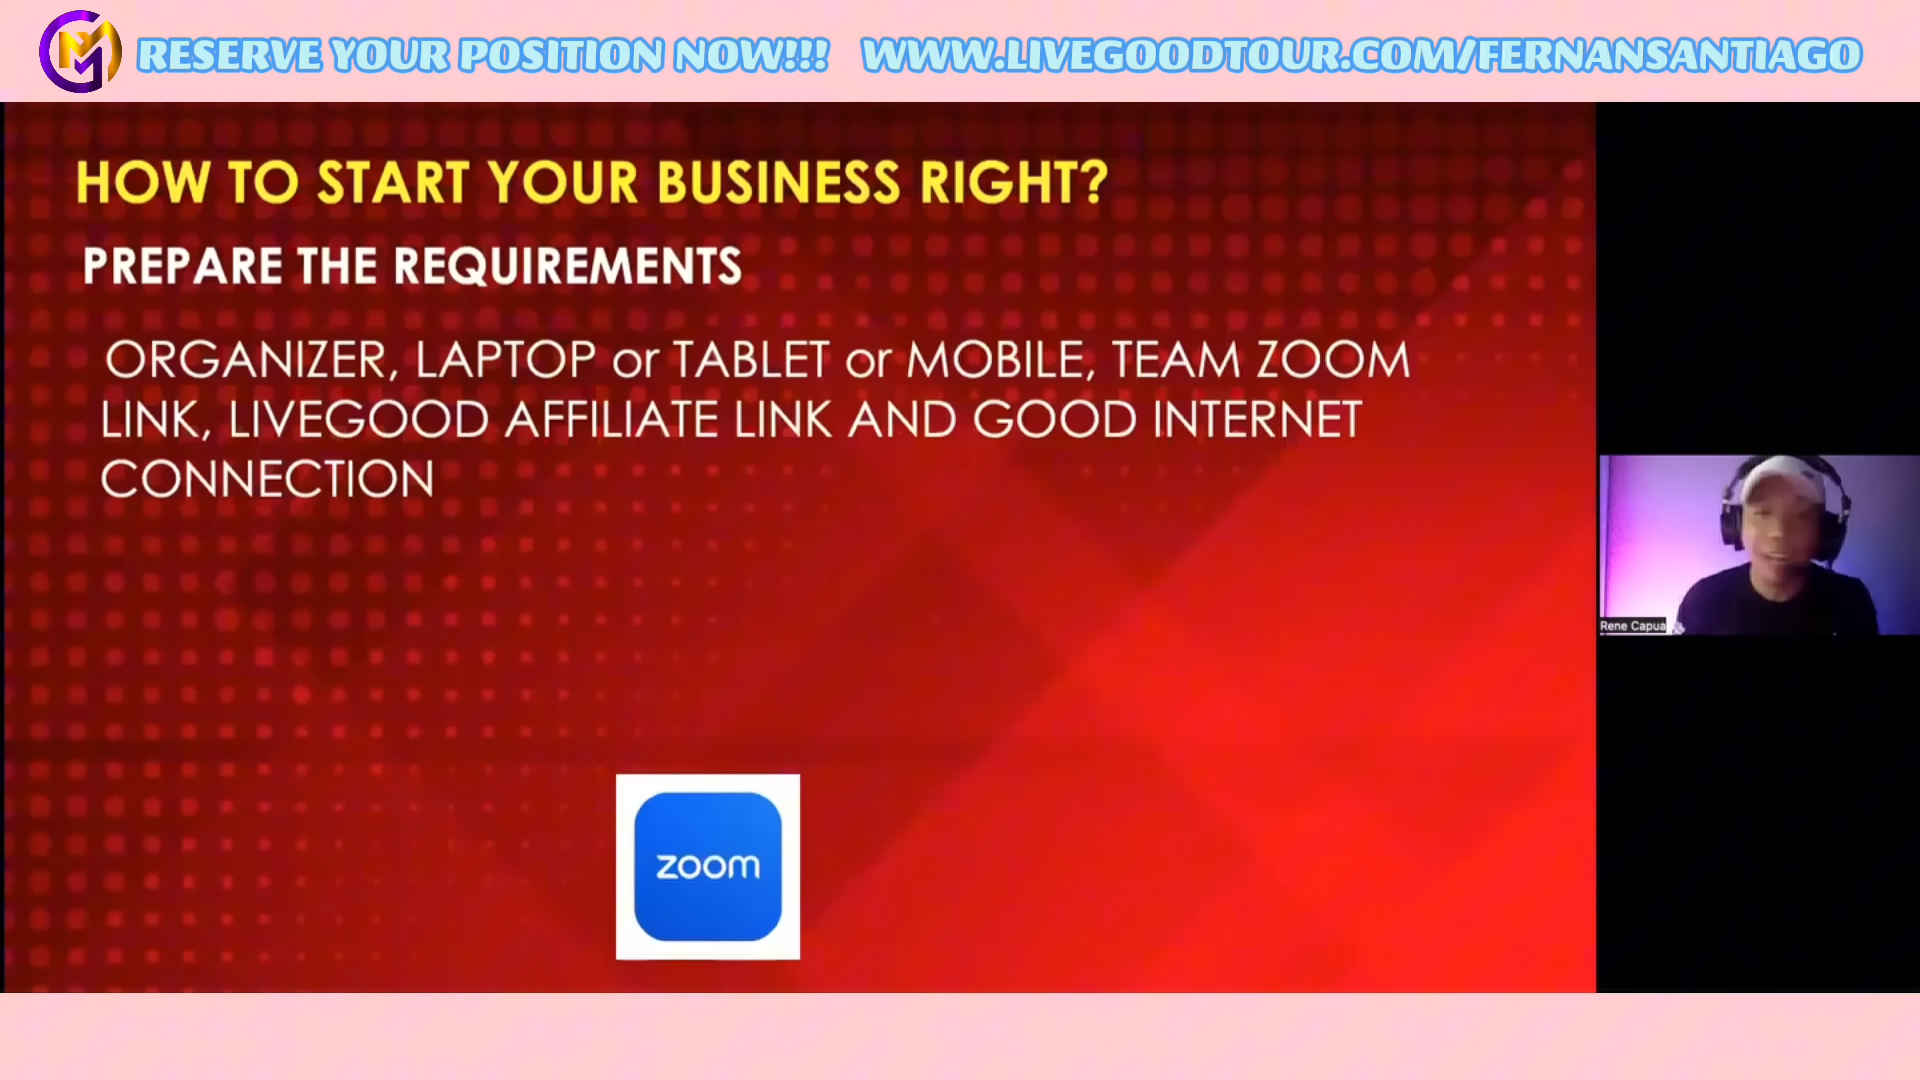 RESERVE YOUR POSITION NOW!!! WWW.LIVEGOODTOUR.COM/FERNANSANTIAGO
HOW TO START YOUR BUSINESS RIGHT?
PREPARE THE REQUIREMENTS
ORGANIZER, LAPTOP or TABLET or MOBILE, TEAM ZOOM
LINK, LIVEGOOD AFFILIATE LINK AND GOOD INTERNET
CONNECTION
zoom
Rene Capua